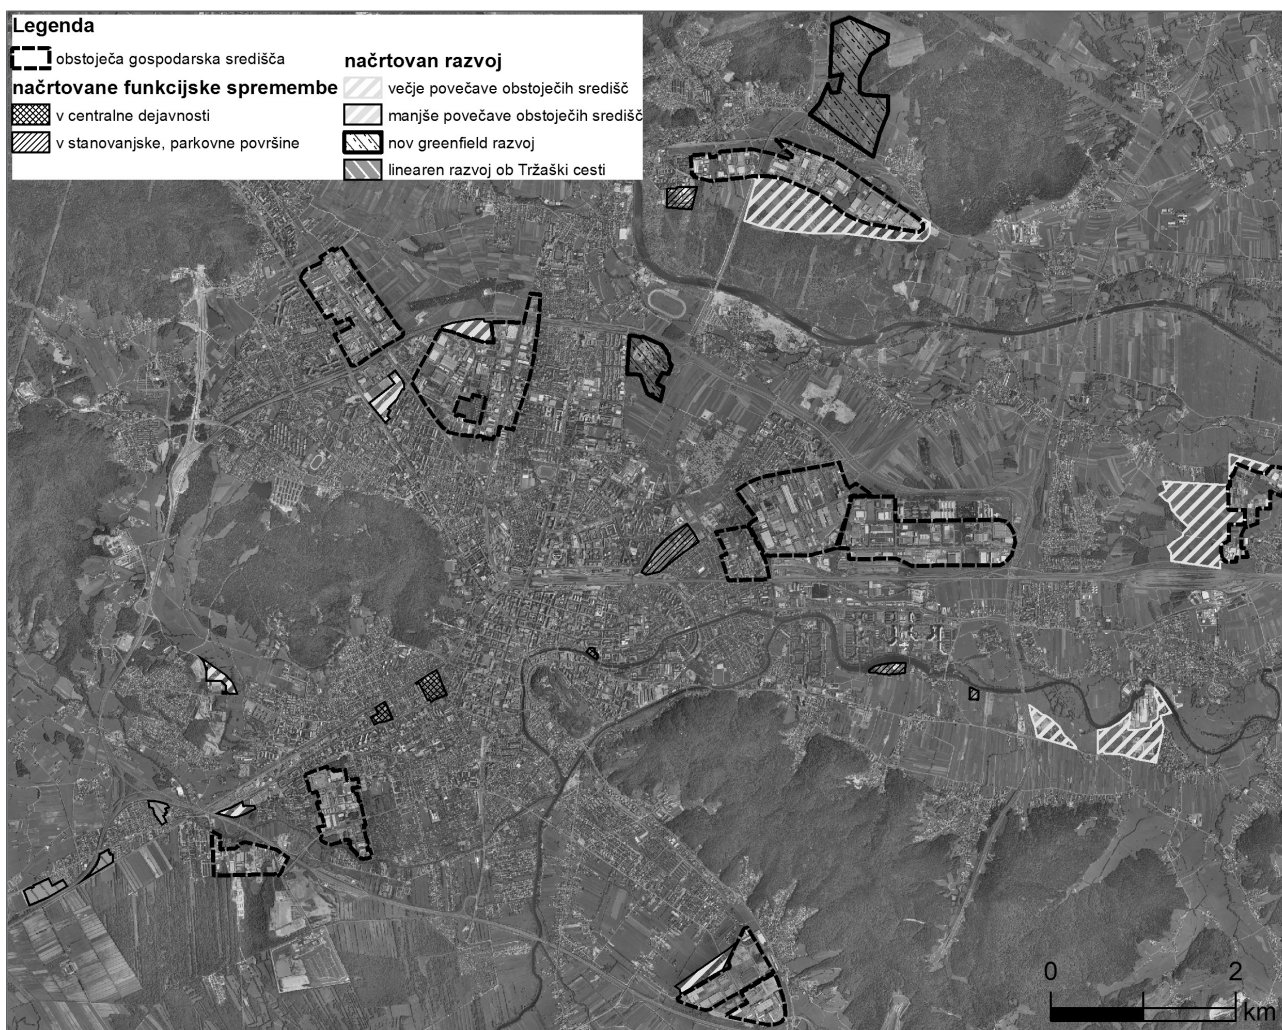 Legenda
obstoječa gospodarska središča
načrtovane funkcijske spremembe
v centralne dejavnosti
v stanovanjske, parkovne površine
načrtovan razvoj
večje povečave obstoječih središč
manjše povečave obstoječih središč
nov greenfield razvoj
linearen razvoj ob Tržaški cesti
0 2
km